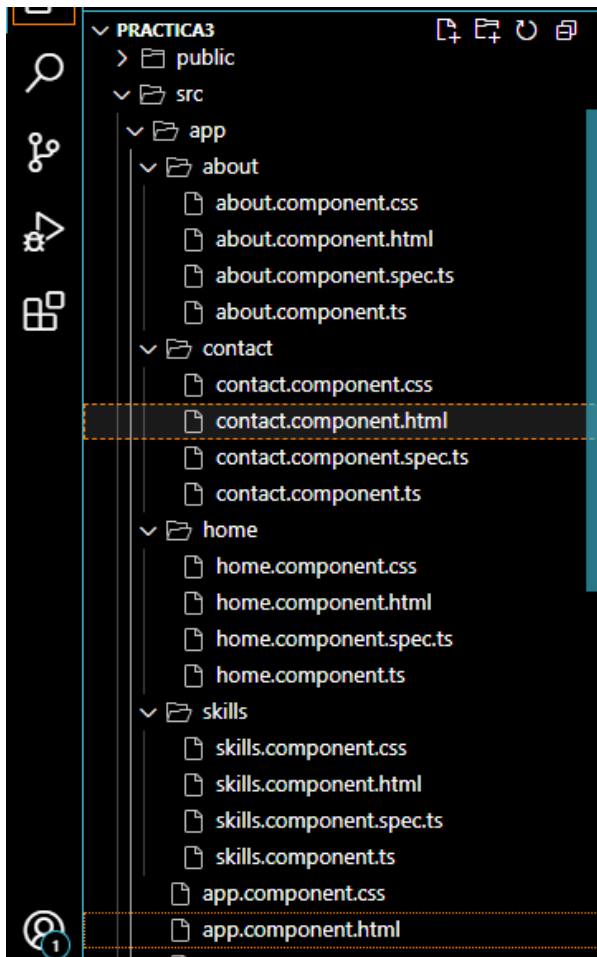 PRACTICA3
public
src
app
about
about.component.css
about.component.html
about.component.spec.ts
about.component.ts
contact
contact.component.css
contact.component.html
contact.component.spec.ts
contact.component.ts
home
home.component.css
home.component.html
home.component.spec.ts
home.component.ts
skills
skills.component.css
skills.component.html
skills.component.spec.ts
skills.component.ts
app.component.css
app.component.html
1